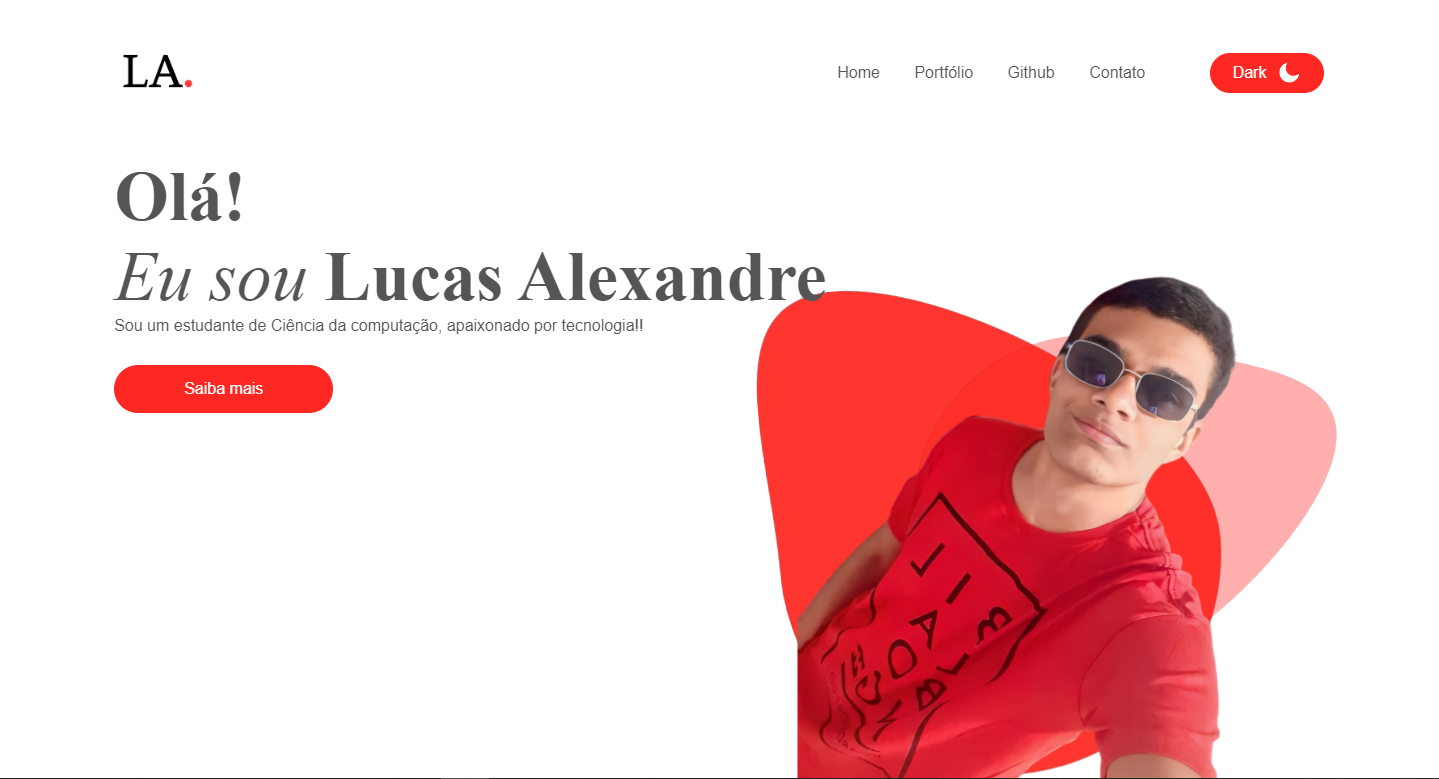 LA.
Home Portfólio Github Contato Dark
Olá!
Eu sou Lucas Alexandre
Sou um estudante de Ciência da computação, apaixonado por tecnologia!!
Saiba mais